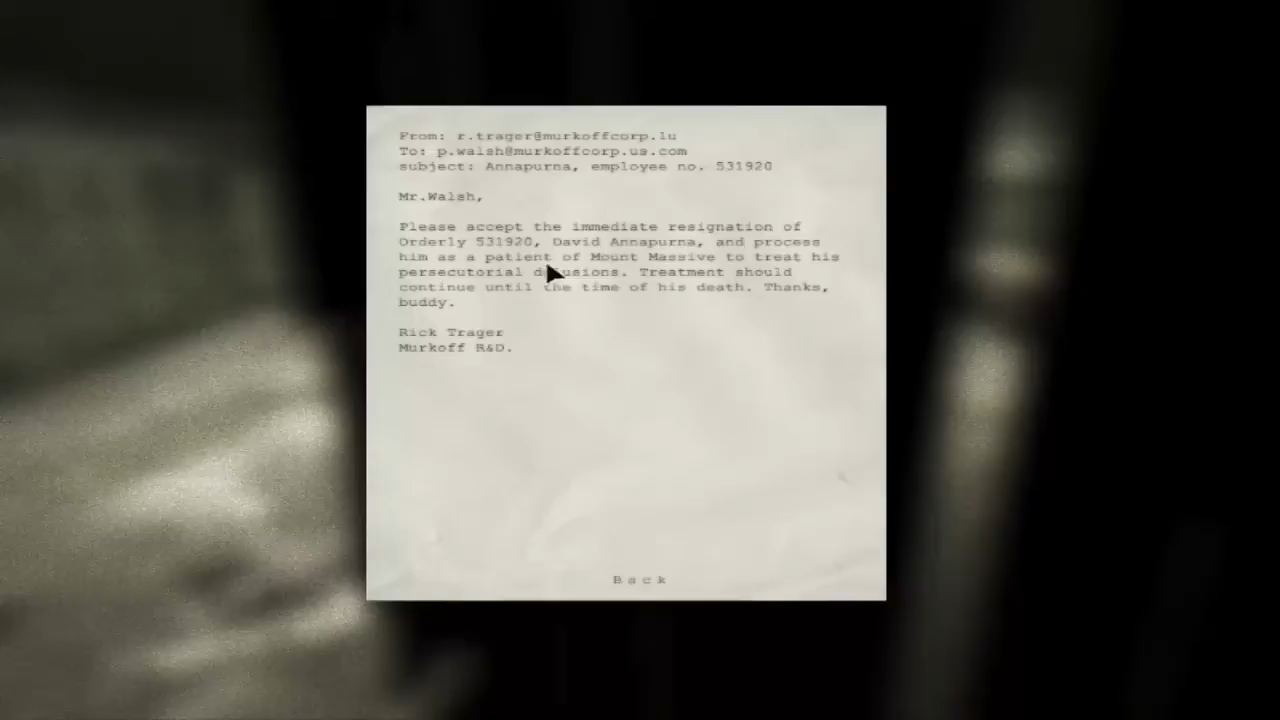 From: r.trager@murkoffcorp.lu
To: p.walsh@murkoffcorp.us.com
subject: Annapurna, employee no. 531920
Mr.Walsh,
Please accept the immediate resignation of
Orderly 531920, David Annapurna, and process
him as a patient of Mount Massive to treat his
persecutorial delusions. Treatment should
continue until the time of his death. Thanks,
buddy.
Rick Trager
Murkoff R&D.
Back